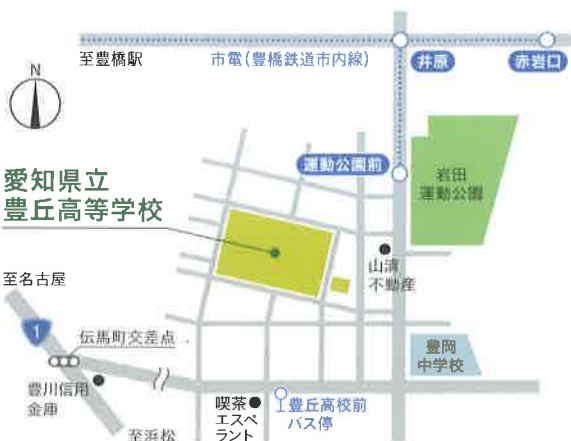 至豊橋駅
市電(豊橋鉄道市内線)
井原
赤岩口
N
運動公園前
岩田
運動公園
愛知県立
豊丘高等学校
山清
不動産
至名古屋
1
伝馬町交差点
豊岡
中学校
豊川信用
金庫
喫茶
エスペ
ラント
豊丘高校前
バス停
至浜松